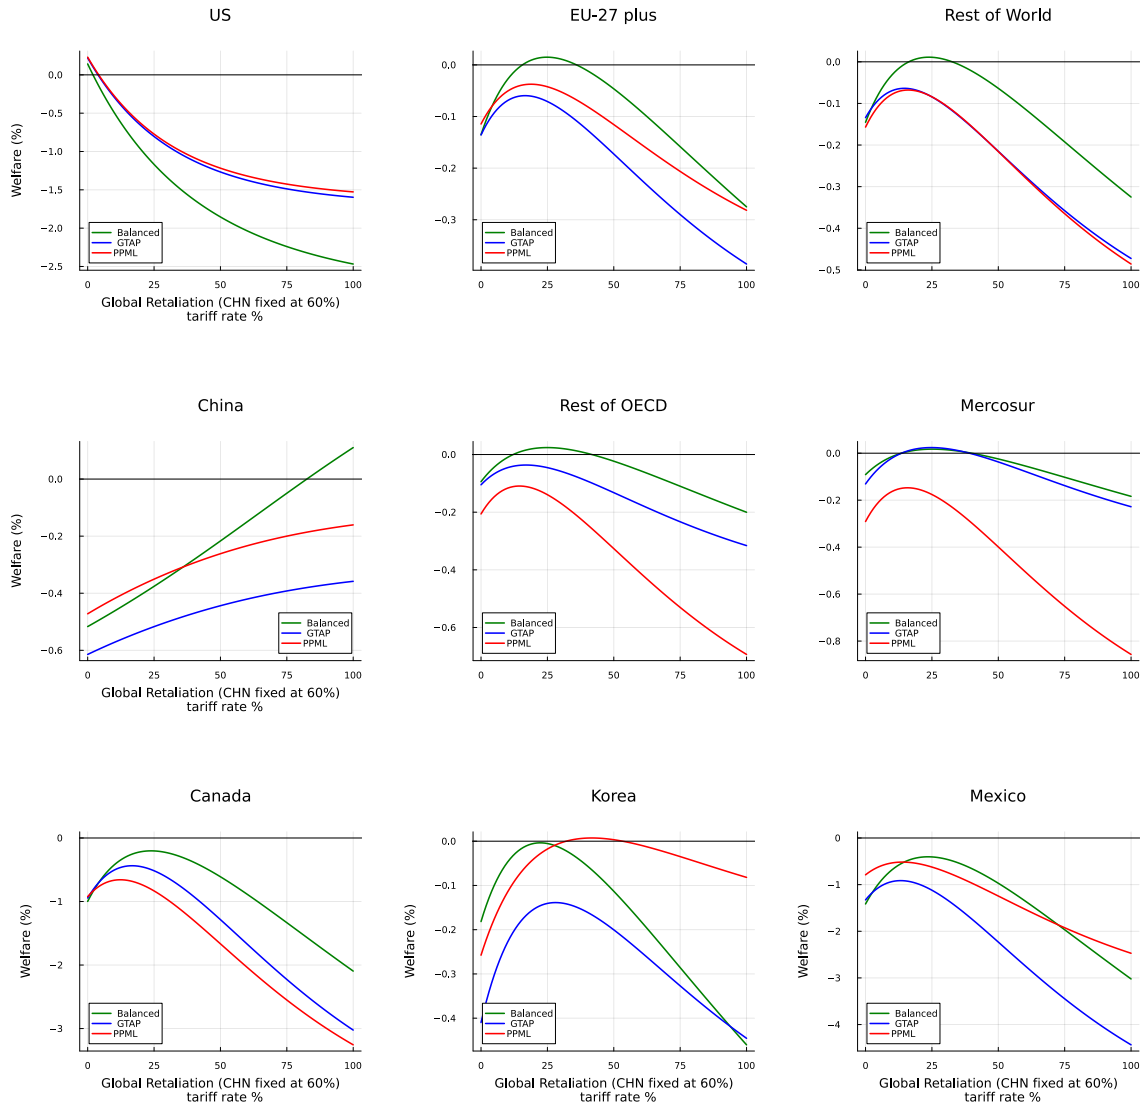 US
EU-27 plus
Rest of World
Welfare (%)
0.0
−0.5
−1.0
−1.5
−2.0
−2.5
0 25 50 75 100
Balanced
GTAP
PPML
Global Retaliation (CHN fixed at 60%)
tariff rate %
0.0
−0.1
−0.2
−0.3
0 25 50 75 100
Balanced
GTAP
PPML
0.0
−0.1
−0.2
−0.3
−0.4
−0.5
0 25 50 75 100
Balanced
GTAP
PPML
China
Rest of OECD
Mercosur
Welfare (%)
0.0
−0.2
−0.4
−0.6
0 25 50 75 100
Balanced
GTAP
PPML
Global Retaliation (CHN fixed at 60%)
tariff rate %
0.0
−0.2
−0.4
−0.6
0 25 50 75 100
Balanced
GTAP
PPML
0.0
−0.2
−0.4
−0.6
−0.8
0 25 50 75 100
Balanced
GTAP
PPML
Canada
Korea
Mexico
Welfare (%)
0
−1
−2
−3
0 25 50 75 100
Balanced
GTAP
PPML
Global Retaliation (CHN fixed at 60%)
tariff rate %
Welfare (%)
0.0
−0.1
−0.2
−0.3
−0.4
0 25 50 75 100
Balanced
GTAP
PPML
Global Retaliation (CHN fixed at 60%)
tariff rate %
Welfare (%)
0
−1
−2
−3
−4
0 25 50 75 100
Balanced
GTAP
PPML
Global Retaliation (CHN fixed at 60%)
tariff rate %